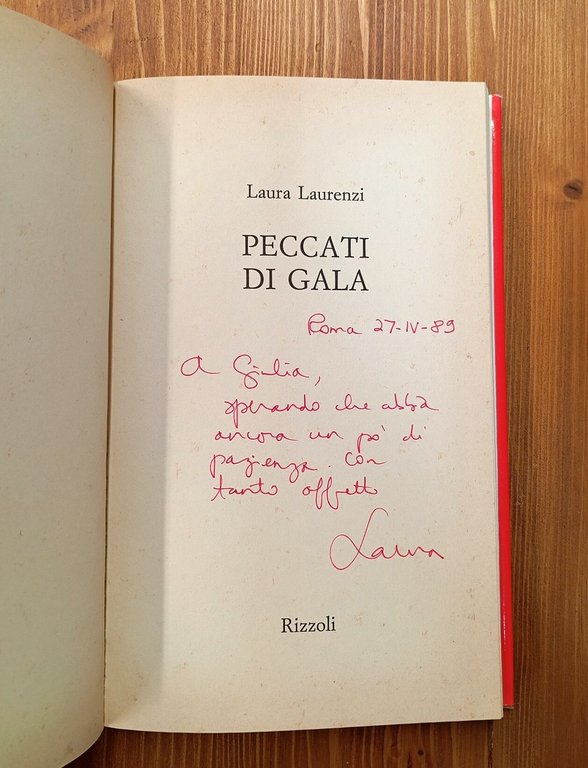 Laura Laurenzi
PECCATI
DI GALA
Roma 27-IV-89
A Giulia,
sperando che abbia
ancora un pò di
pazienza. Con
tanto affetto
Laura
Rizzoli